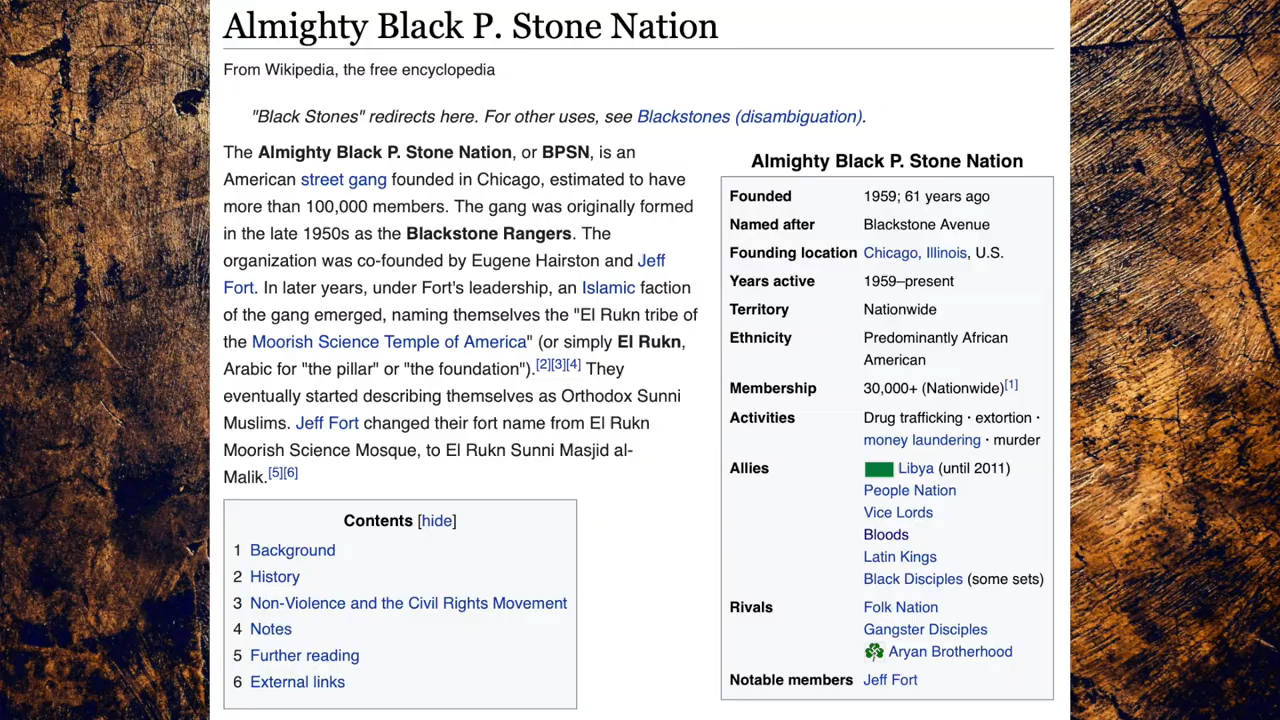 Almighty Black P. Stone Nation
From Wikipedia, the free encyclopedia
"Black Stones" redirects here. For other uses, see Blackstones (disambiguation).
The Almighty Black P. Stone Nation, or BPSN, is an
American street gang founded in Chicago, estimated to have
more than 100,000 members. The gang was originally formed
in the late 1950s as the Blackstone Rangers. The
organization was co-founded by Eugene Hairston and Jeff
Fort. In later years, under Fort's leadership, an Islamic faction
of the gang emerged, naming themselves the "El Rukn tribe of
the Moorish Science Temple of America" (or simply El Rukn,
Arabic for "the pillar" or "the foundation").[2][3][4] They
eventually started describing themselves as Orthodox Sunni
Muslims. Jeff Fort changed their fort name from El Rukn
Moorish Science Mosque, to El Rukn Sunni Masjid al-
Malik.[5][6]
Contents [hide]
1 Background
2 History
3 Non-Violence and the Civil Rights Movement
4 Notes
5 Further reading
6 External links
Almighty Black P. Stone Nation
Founded 1959; 61 years ago
Named after Blackstone Avenue
Founding location Chicago, Illinois, U.S.
Years active 1959–present
Territory Nationwide
Ethnicity Predominantly African
American
Membership 30,000+ (Nationwide)[1]
Activities Drug trafficking · extortion ·
money laundering · murder
Allies Libya (until 2011)
People Nation
Vice Lords
Bloods
Latin Kings
Black Disciples (some sets)
Rivals Folk Nation
Gangster Disciples
Aryan Brotherhood
Notable members Jeff Fort